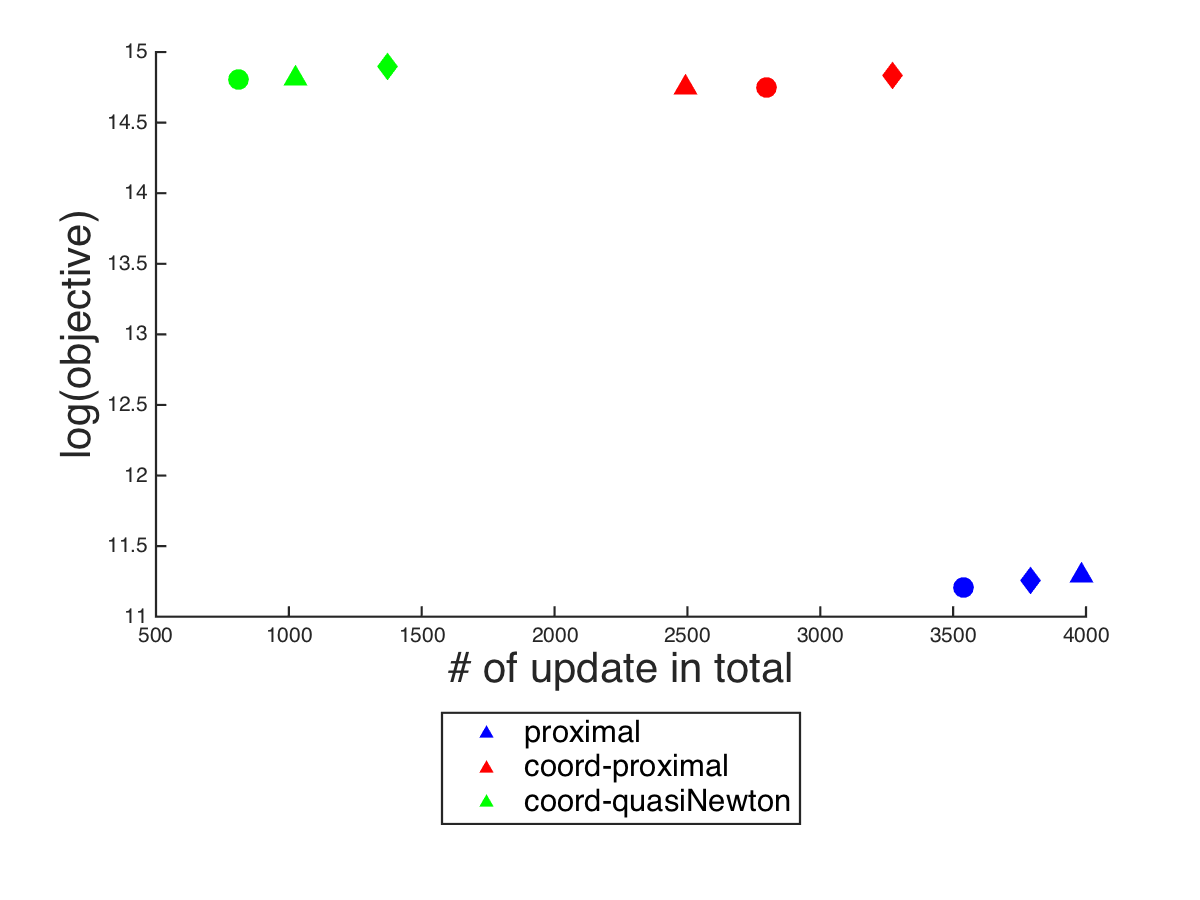 15
14.5
14
13.5
13
12.5
12
11.5
11
log(objective)
500 1000 1500 2000 2500 3000 3500 4000
# of update in total
proximal
coord-proximal
coord-quasiNewton